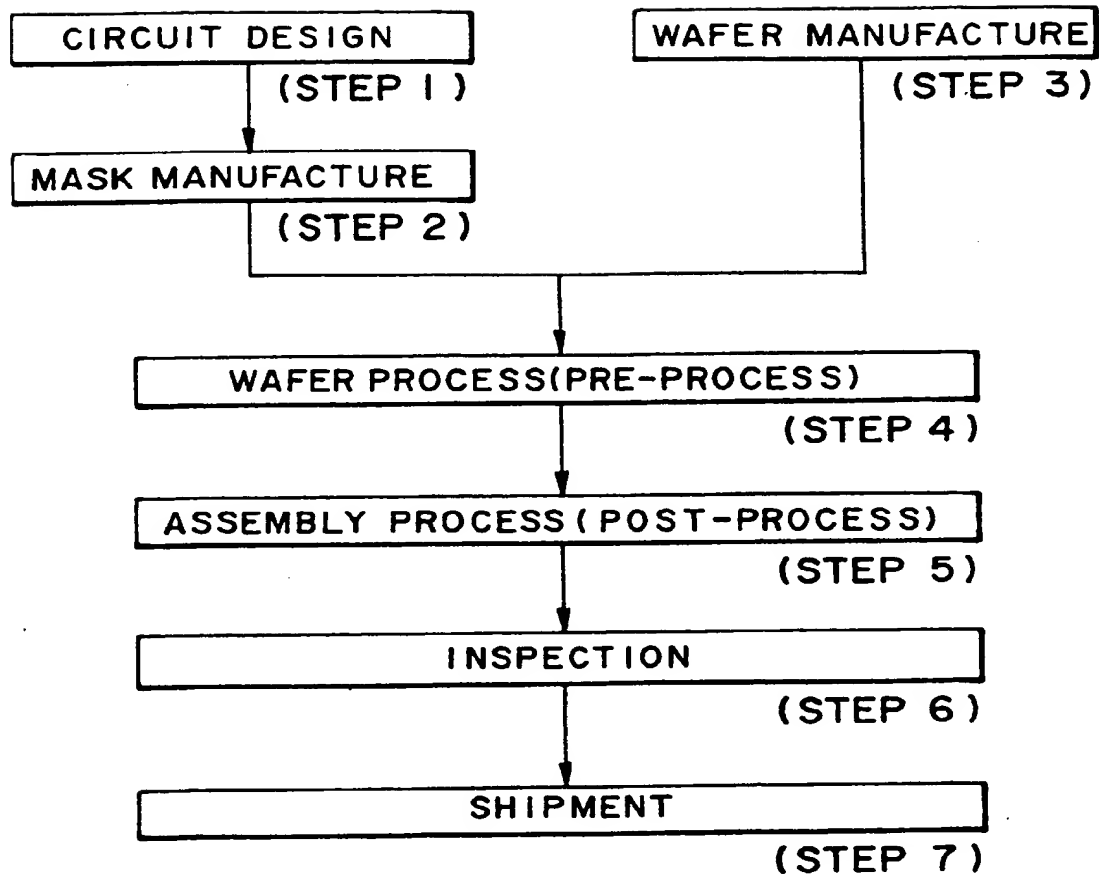 CIRCUIT DESIGN
(STEP 1)
WAFER MANUFACTURE
(STEP 3)
MASK MANUFACTURE
(STEP 2)
WAFER PROCESS(PRE-PROCESS)
(STEP 4)
ASSEMBLY PROCESS(POST-PROCESS)
(STEP 5)
INSPECTION
(STEP 6)
SHIPMENT
(STEP 7)